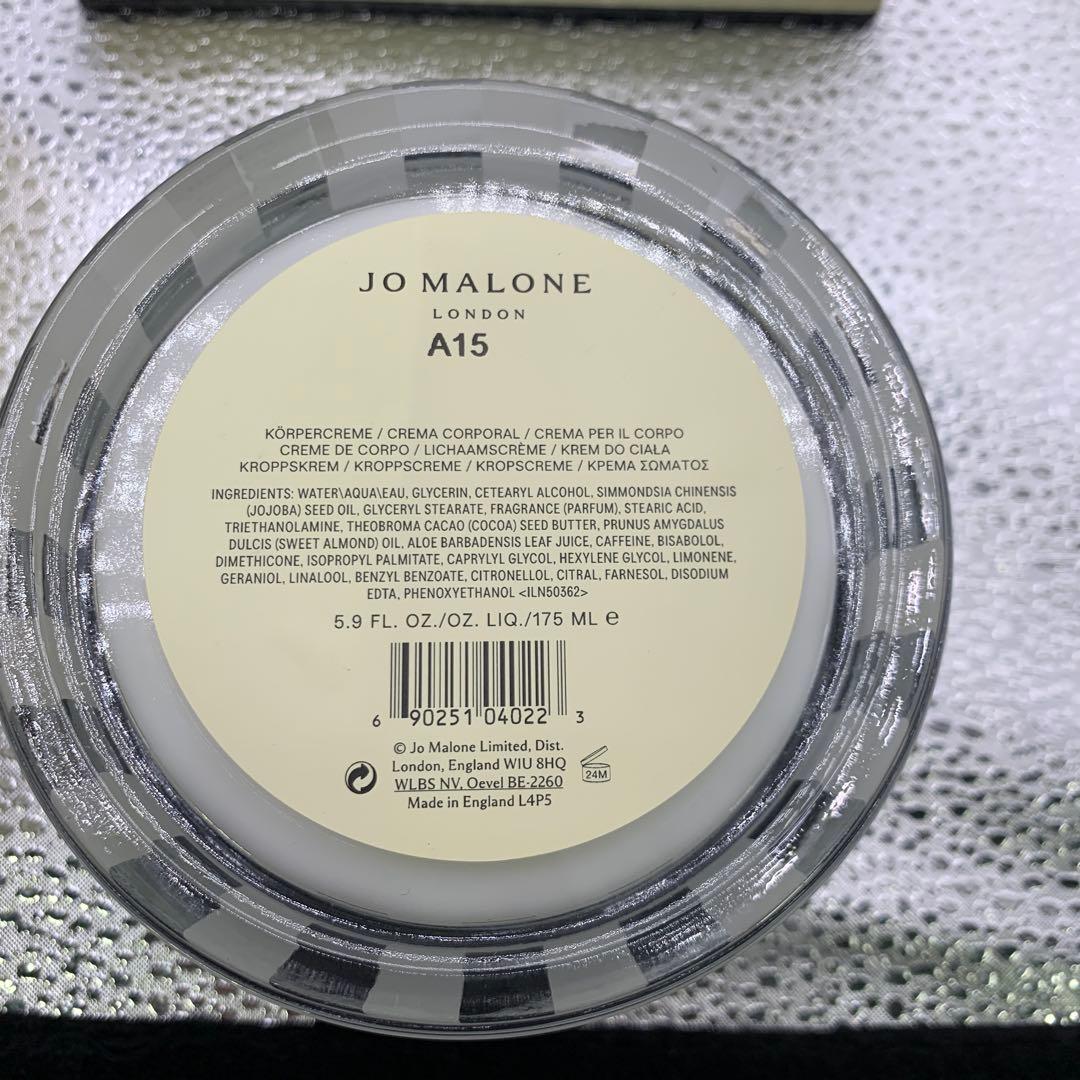 JO MALONE
LONDON
A15
KÖRPERCREME / CREMA CORPORAL / CREMA PER IL CORPO
CREME DE CORPO / LICHAAMSCRÈME / KREM DO CIAŁA
KROPPSKREM / KROPPSCREME / KROPSCREME / ΚΡΕΜΑ ΣΩΜΑΤΟΣ
INGREDIENTS: WATER\AQUA\EAU, GLYCERIN, CETEARYL ALCOHOL, SIMMONDSIA CHINENSIS
(JOJOBA) SEED OIL, GLYCERYL STEARATE, FRAGRANCE (PARFUM), STEARIC ACID,
TRIETHANOLAMINE, THEOBROMA CACAO (COCOA) SEED BUTTER, PRUNUS AMYGDALUS
DULCIS (SWEET ALMOND) OIL, ALOE BARBADENSIS LEAF JUICE, CAFFEINE, BISABOLOL,
DIMETHICONE, ISOPROPYL PALMITATE, CAPRYLYL GLYCOL, HEXYLENE GLYCOL, LIMONENE,
GERANIOL, LINALOOL, BENZYL BENZOATE, CITRONELLOL, CITRAL, FARNESOL, DISODIUM
EDTA, PHENOXYETHANOL <ILN50362>
5.9 FL. OZ./OZ. LIQ./175 ML ℮
6 90251 04022 3
© Jo Malone Limited, Dist.
London, England W1U 8HQ
WLBS NV, Oevel BE-2260
Made in England L4P5
24M